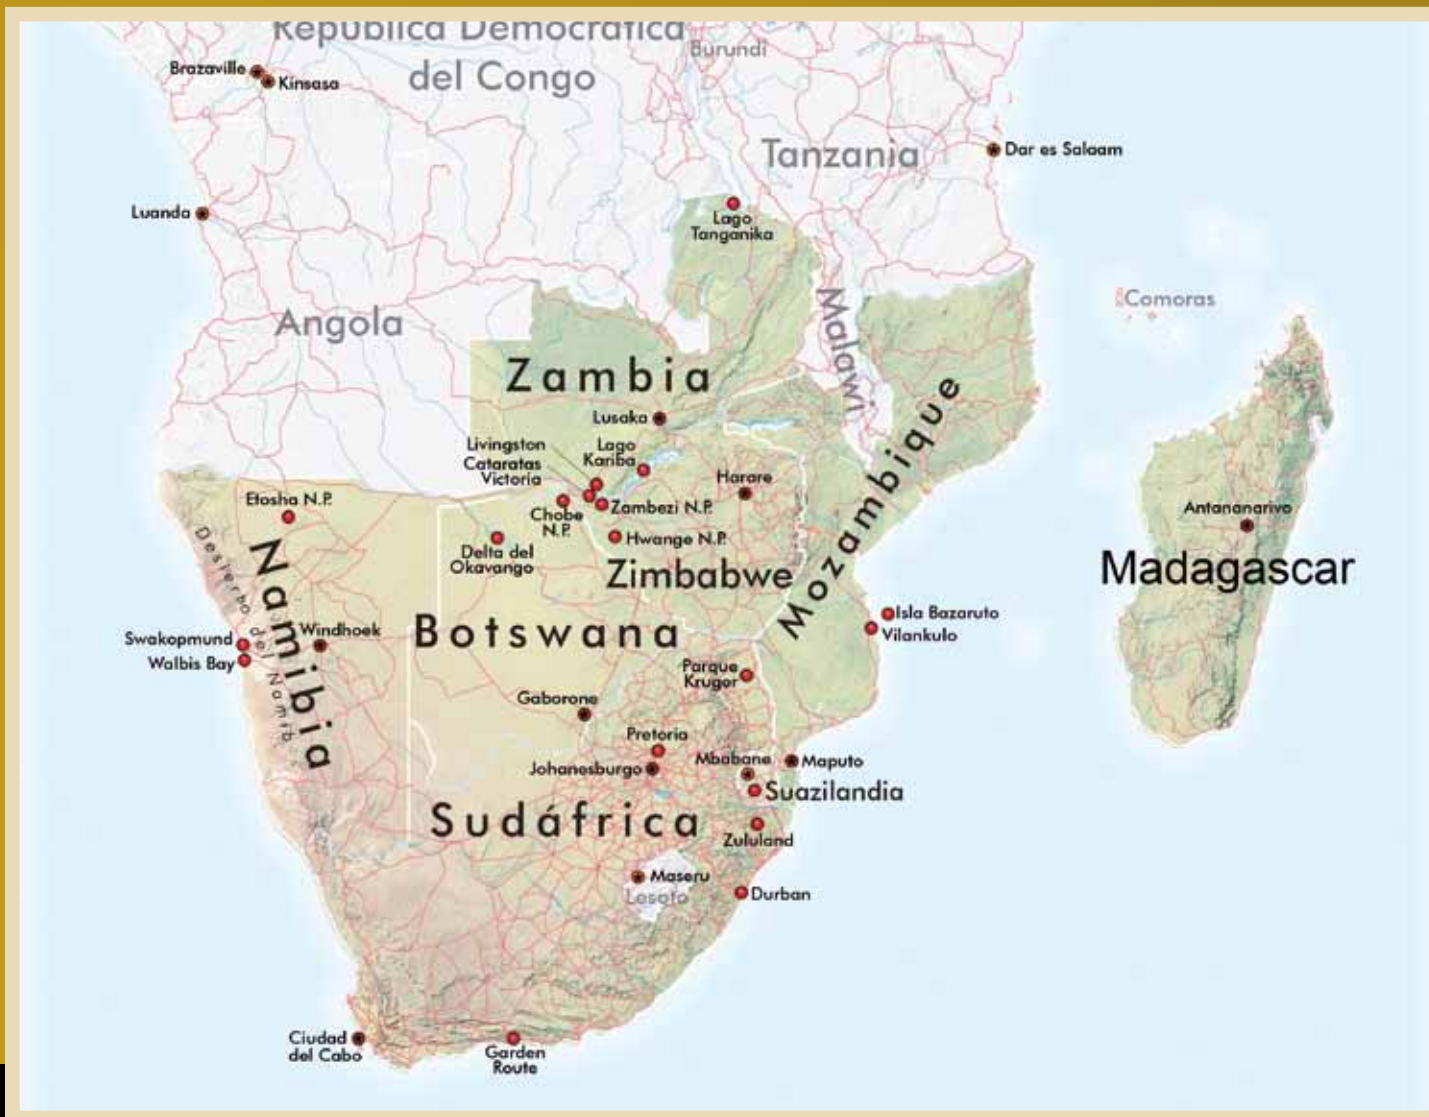 República Democrática
del Congo
Burundi
Brazaville
Kinsasa
Tanzania
Dar es Salaam
Luanda
Lago
Tanganika
Angola
Malawi
Comoras
Zambia
Lusaka
Mozambique
Livingston
Cataratas
Victoria
Lago
Kariba
Harare
Etosha N.P.
Chobe
N.P.
Zambezi N.P.
Hwange N.P.
Delta del
Okavango
Zimbabwe
Antananarivo
Madagascar
Desierto del Namib
Namibia
Windhoek
Botswana
Isla Bazaruto
Vilankulo
Swakopmund
Walbis Bay
Parque
Kruger
Gaborone
Pretoria
Johanesburgo
Mbabane
Maputo
Suazilandia
Sudáfrica
Zululand
Maseru
Lesoto
Durban
Ciudad
del Cabo
Garden
Route